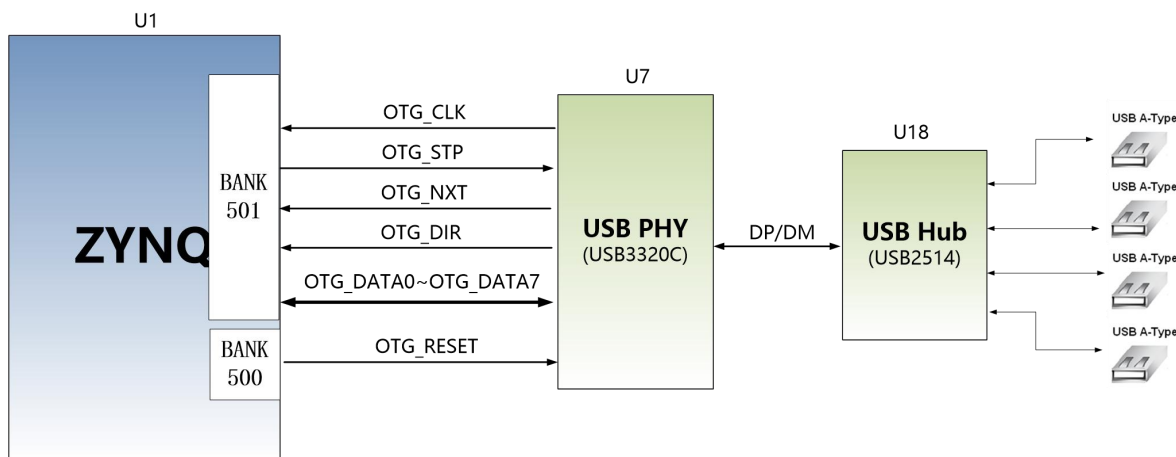 U1
ZYNQ
BANK
501
BANK
500
OTG_CLK
OTG_STP
OTG_NXT
OTG_DIR
OTG_DATA0~OTG_DATA7
OTG_RESET
U7
USB PHY
(USB3320C)
DP/DM
U18
USB Hub
(USB2514)
USB A-Type
USB A-Type
USB A-Type
USB A-Type